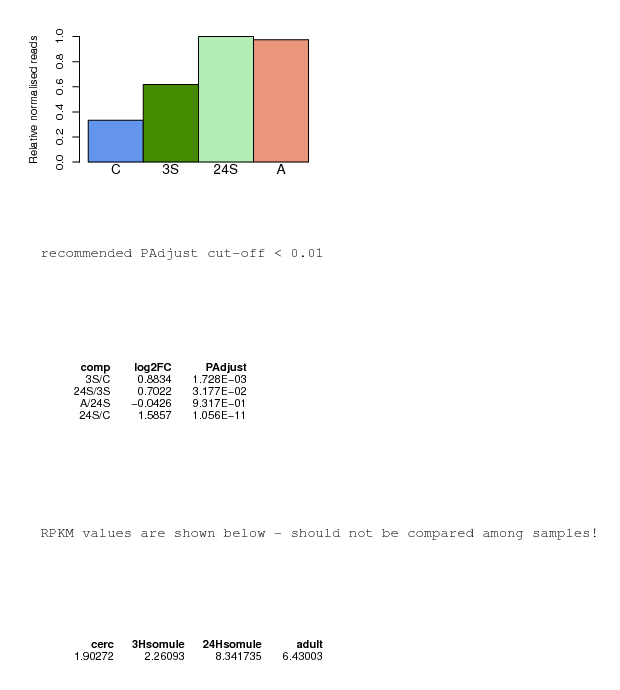 Relative normalised reads
1.0
0.8
0.6
0.4
0.2
0.0
C 3S 24S A
recommended PAdjust cut-off < 0.01
comp log2FC PAdjust
3S/C 0.8834 1.728E−03
24S/3S 0.7022 3.177E−02
A/24S −0.0426 9.317E−01
24S/C 1.5857 1.056E−11
RPKM values are shown below - should not be compared among samples!
cerc 3Hsomule 24Hsomule adult
1.90272 2.26093 8.341735 6.43003